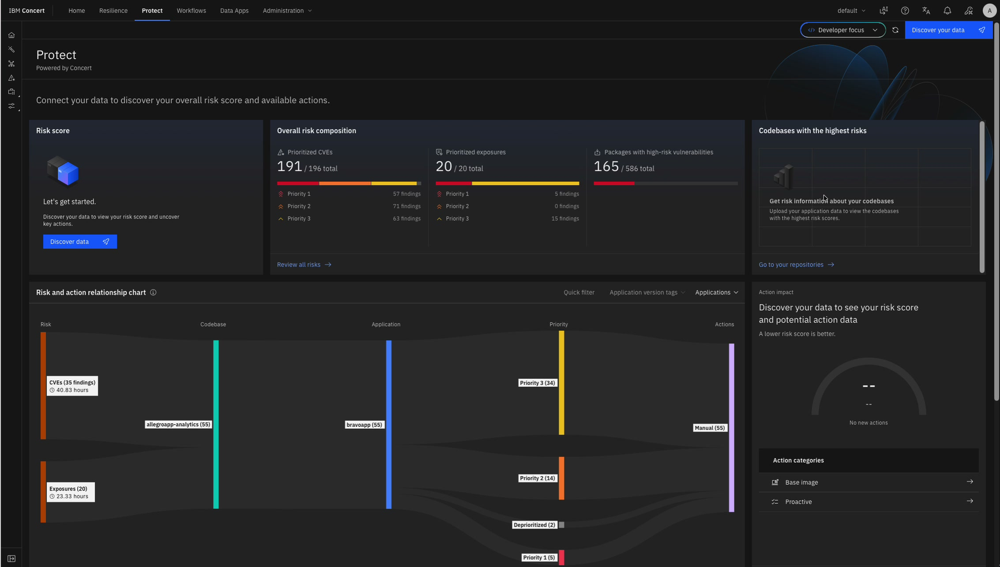 IBM Concert
Home
Resilience
Protect
Workflows
Data Apps
Administration
default
A
Developer focus
Discover your data
Protect
Powered by Concert
Connect your data to discover your overall risk score and available actions.
Risk score
Let's get started.
Discover your data to view your risk score and uncover
key actions.
Discover data
Overall risk composition
Prioritized CVEs
191 / 196 total
Priority 1 57 findings
Priority 2 71 findings
Priority 3 63 findings
Prioritized exposures
20 / 20 total
Priority 1 5 findings
Priority 2 0 findings
Priority 3 15 findings
Packages with high-risk vulnerabilities
165 / 586 total
Review all risks
Codebases with the highest risks
Get risk information about your codebases
Upload your application data to view the codebases
with the highest risk scores.
Go to your repositories
Risk and action relationship chart
Quick filter
Application version tags
Applications
Risk
Codebase
Application
Priority
Actions
CVEs (35 findings)
40.83 hours
Exposures (20)
23.33 hours
allegroapp-analytics (55)
bravoapp (55)
Priority 3 (34)
Priority 2 (14)
Deprioritized (2)
Priority 1 (5)
Manual (55)
Action impact
Discover your data to see your risk score
and potential action data
A lower risk score is better.
--
--
No new actions
Action categories
Base image
Proactive